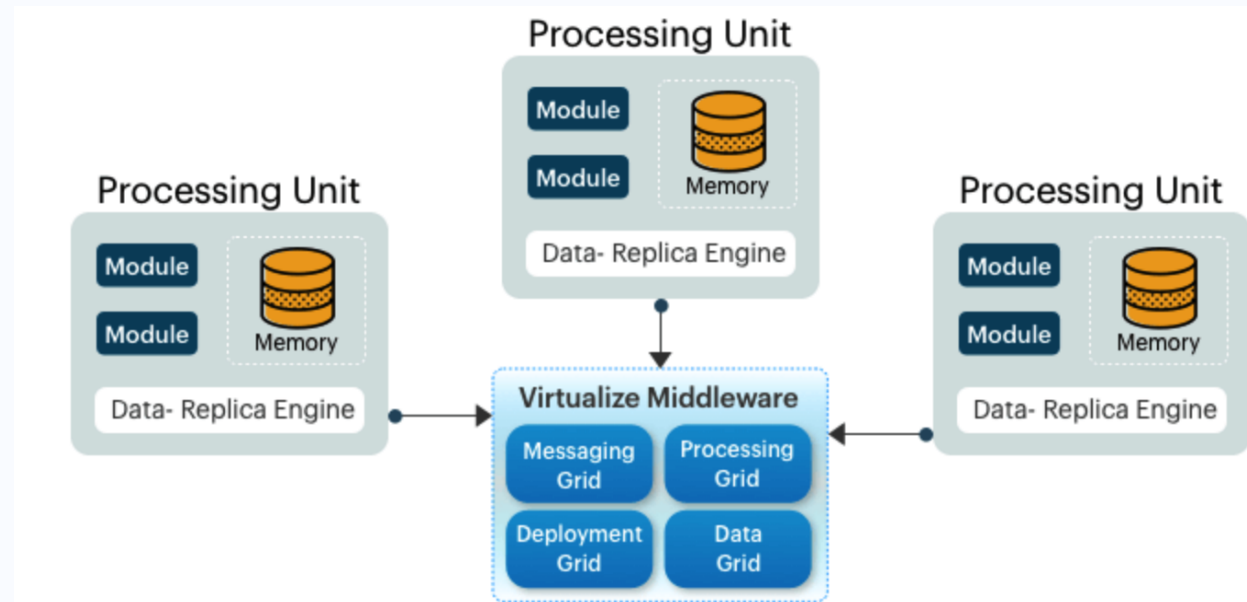 Processing Unit
Module
Module
Memory
Data- Replica Engine
Processing Unit
Module
Module
Memory
Data- Replica Engine
Processing Unit
Module
Module
Memory
Data- Replica Engine
Virtualize Middleware
Messaging
Grid
Processing
Grid
Deployment
Grid
Data
Grid